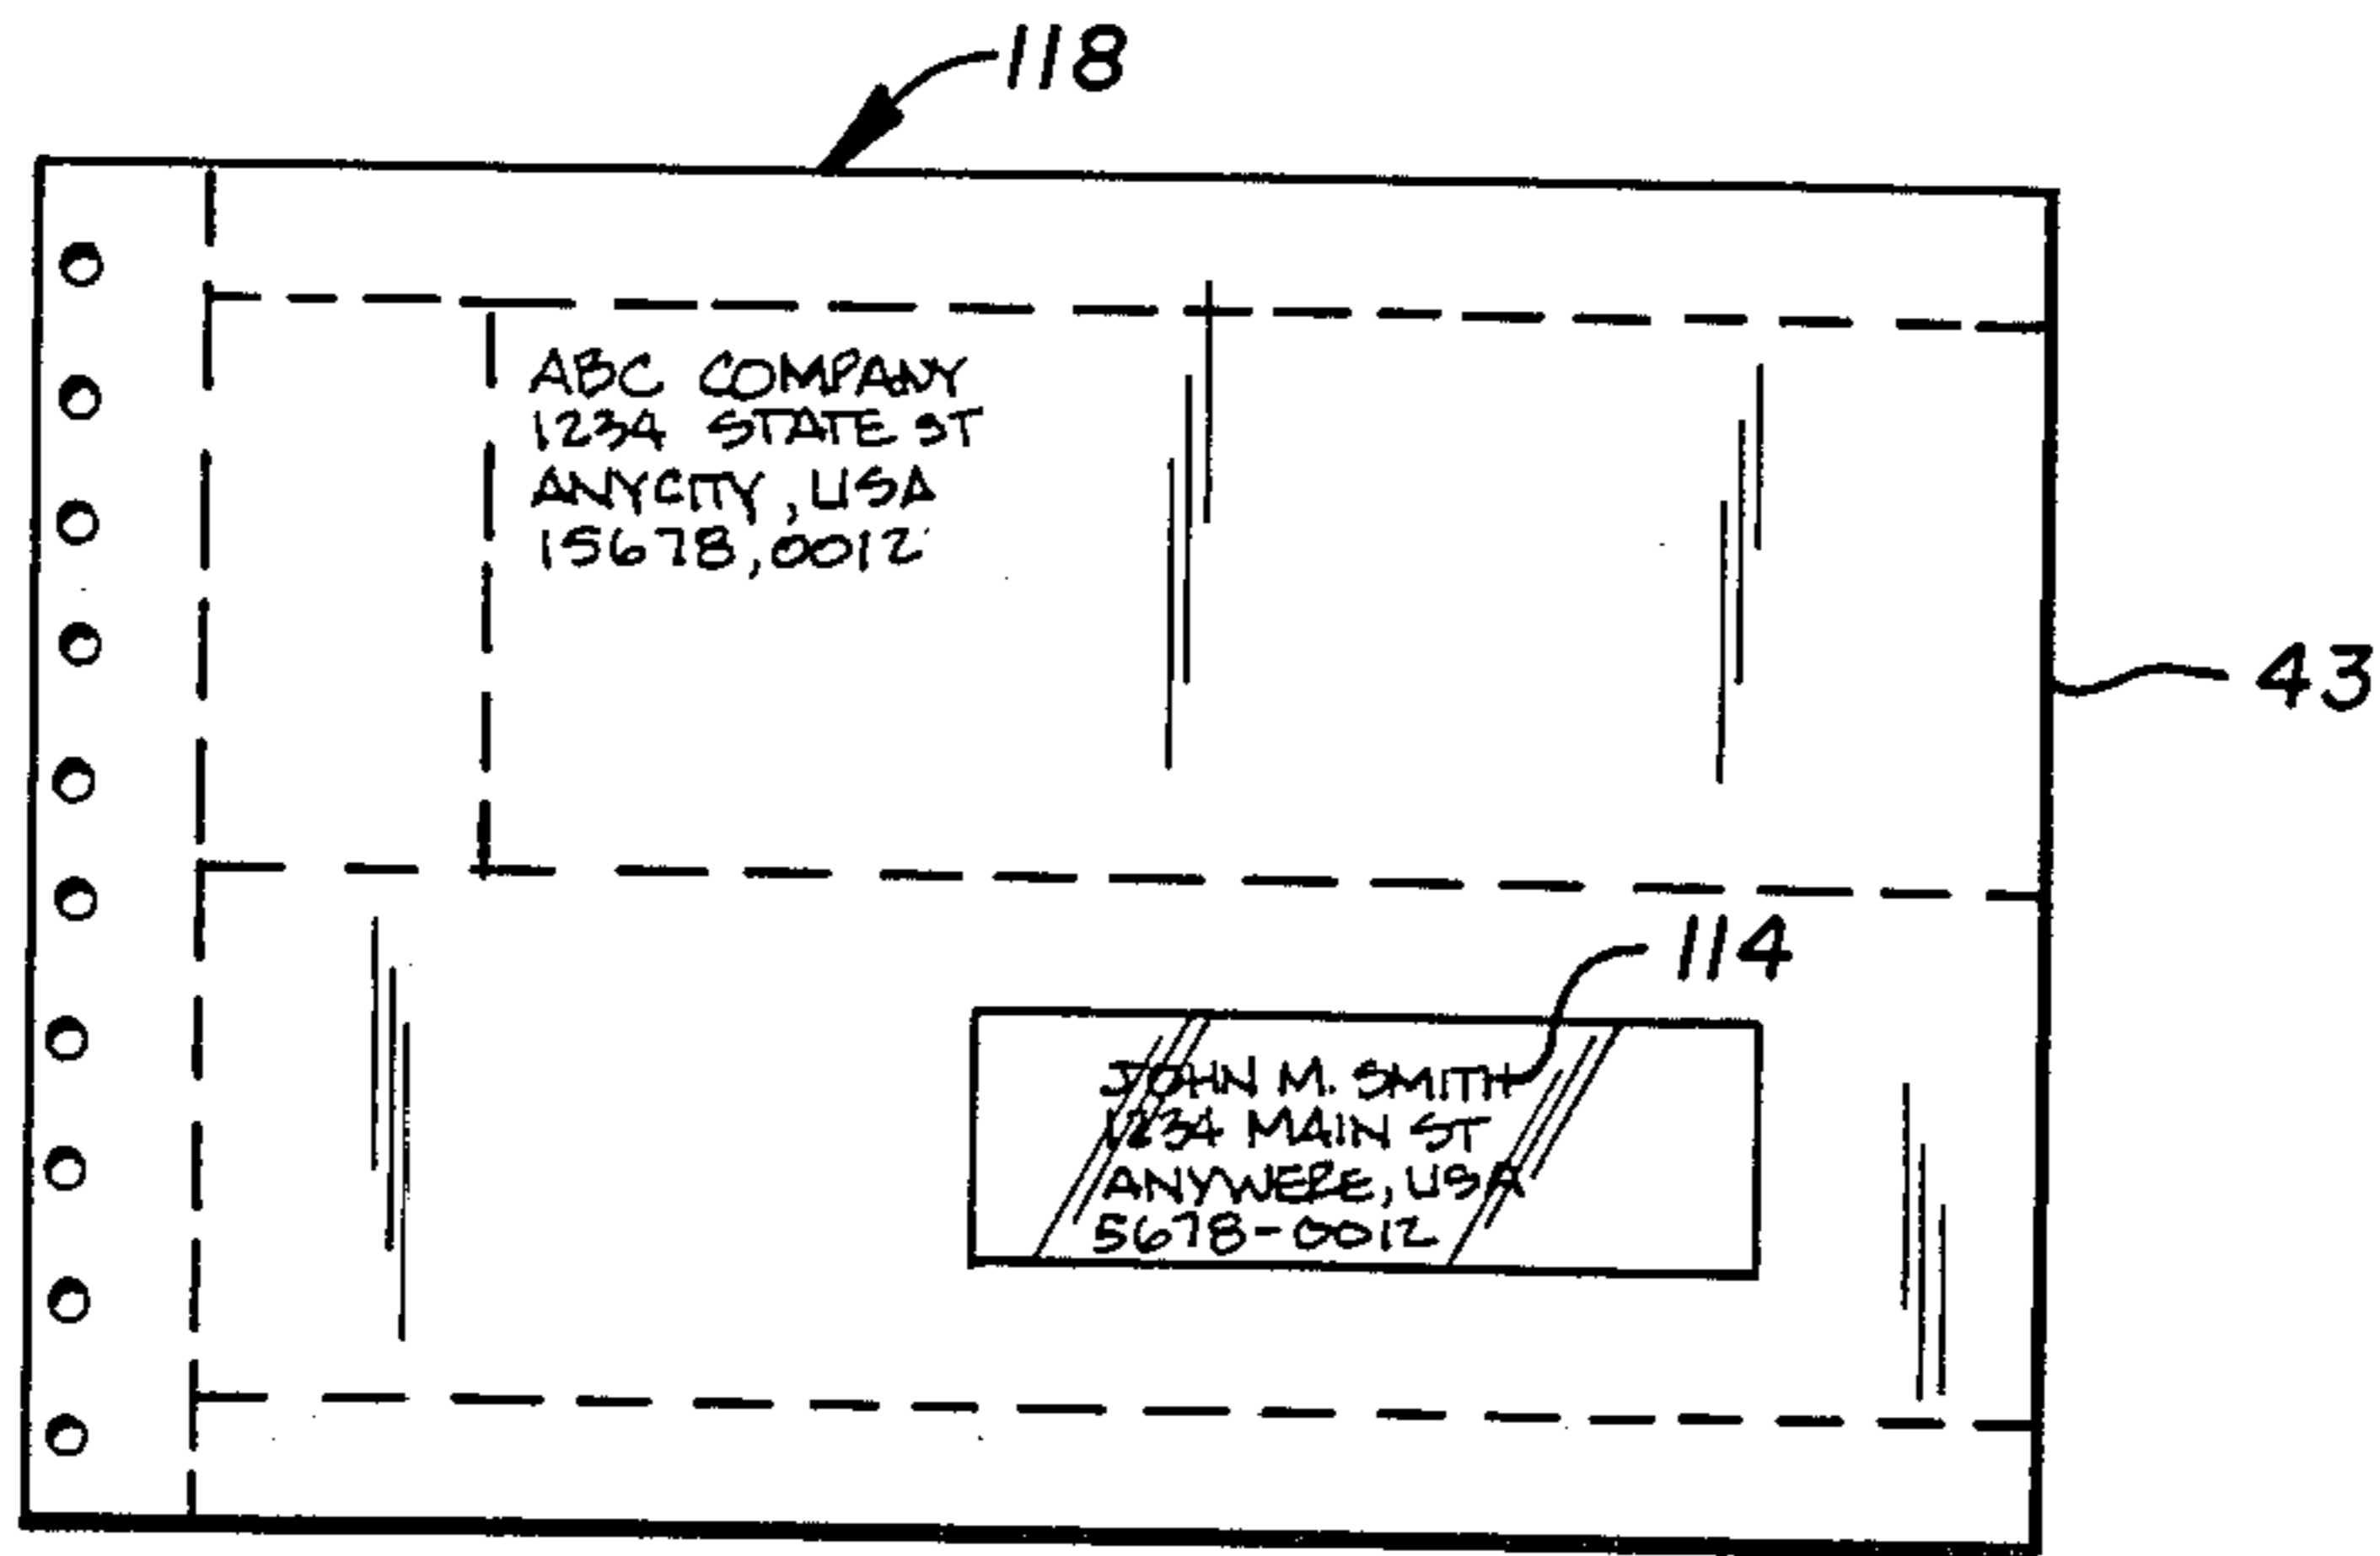 118
ABC COMPANY
1234 STATE ST
ANYCITY, USA
15678,0012
43
114
JOHN M. SMITH
1234 MAIN ST
ANYWERE, USA
5678-0012